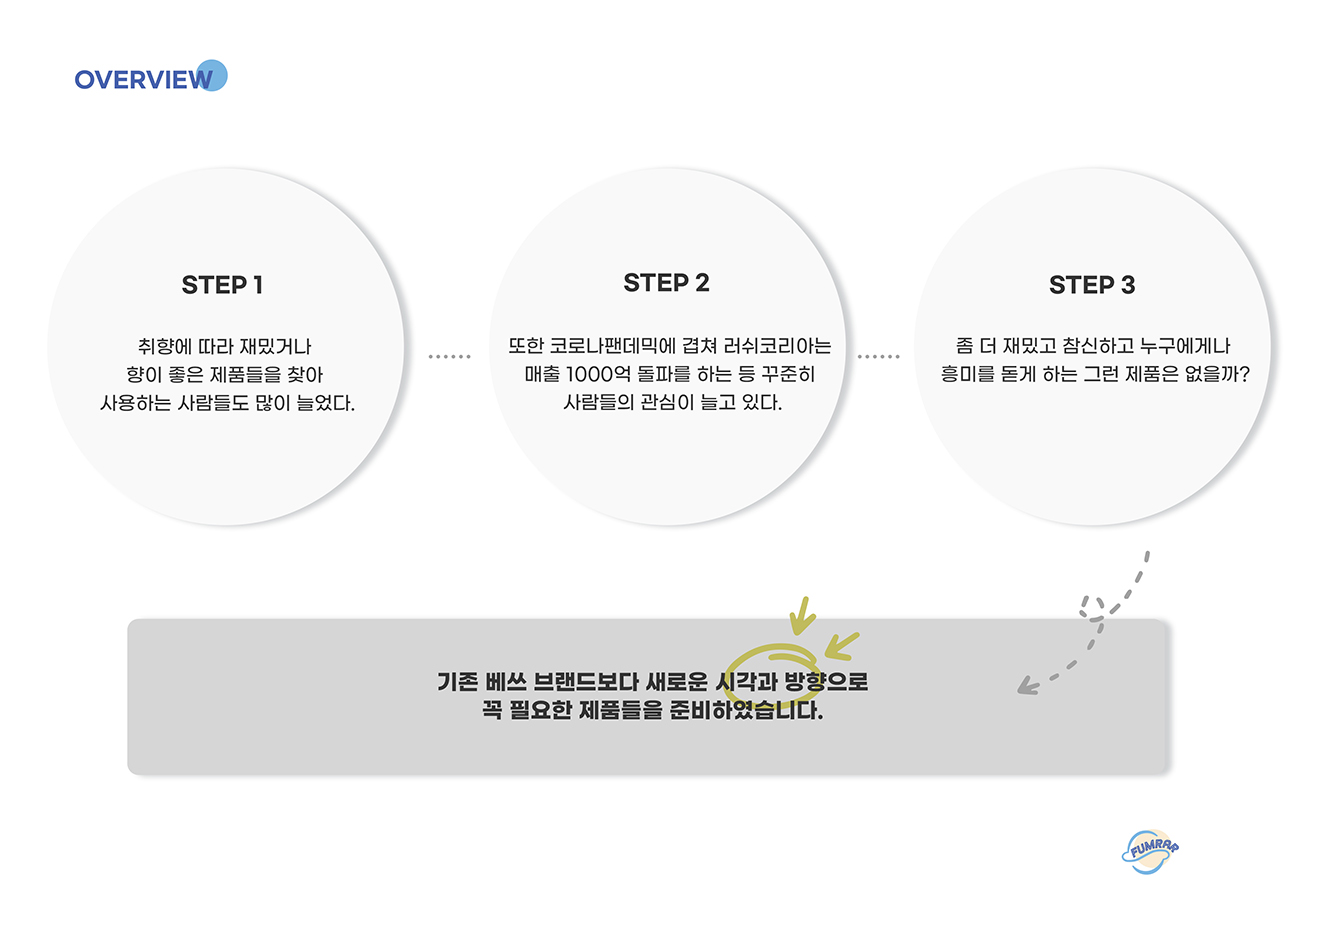 OVERVIEW
STEP 1
취향에 따라 재밌거나
향이 좋은 제품들을 찾아
사용하는 사람들도 많이 늘었다.
STEP 2
또한 코로나팬데믹에 겹쳐 러쉬코리아는
매출 1000억 돌파를 하는 등 꾸준히
사람들의 관심이 늘고 있다.
STEP 3
좀 더 재밌고 참신하고 누구에게나
흥미를 돋게 하는 그런 제품은 없을까?
기존 베쓰 브랜드보다 새로운 시각과 방향으로
꼭 필요한 제품들을 준비하였습니다.
FUMRAR